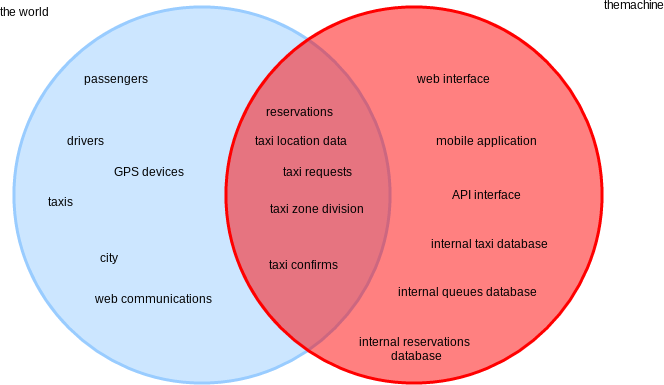 the world
themachine
passengers
web interface
reservations
drivers
taxi location data
mobile application
GPS devices
taxi requests
taxis
API interface
taxi zone division
internal taxi database
city
taxi confirms
web communications
internal queues database
internal reservations
database